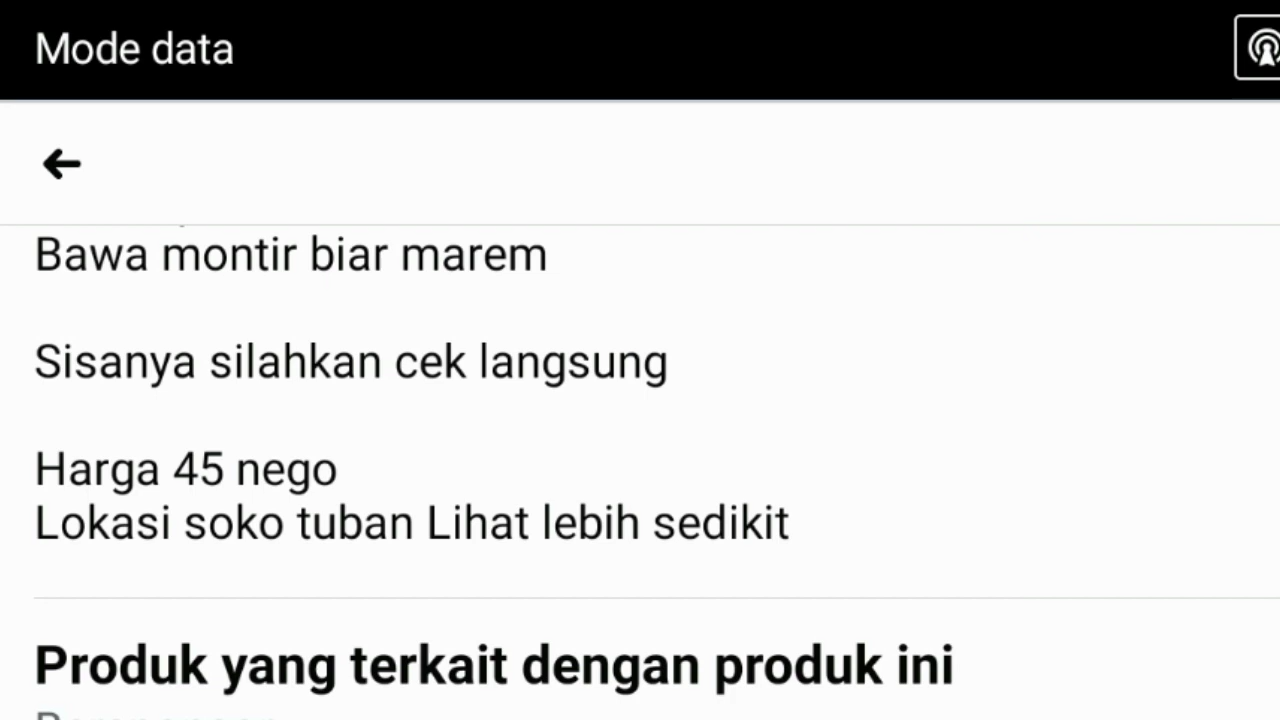 Mode data
Bawa montir biar marem
Sisanya silahkan cek langsung
Harga 45 nego
Lokasi soko tuban Lihat lebih sedikit
Produk yang terkait dengan produk ini